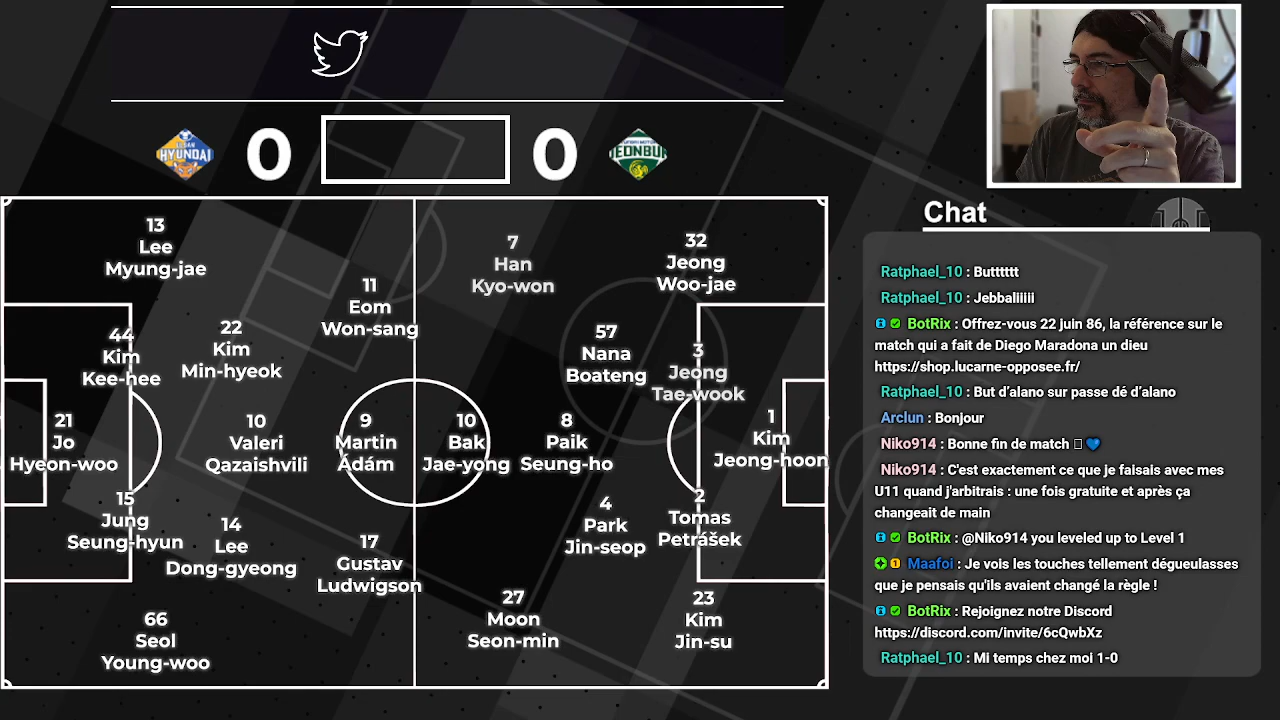 HYUNDAI
0
0
13
Lee
Myung-jae
44
Kim
Kee-hee
21
Jo
Hyeon-woo
15
Jung
Seung-hyun
66
Seol
Young-woo
22
Kim
Min-hyeok
10
Valeri
Qazaishvili
14
Lee
Dong-gyeong
11
Eom
Won-sang
9
Martin
Ádám
17
Gustav
Ludwigson
7
Han
Kyo-won
10
Bak
Jae-yong
27
Moon
Seon-min
57
Nana
Boateng
8
Paik
Seung-ho
4
Park
Jin-seop
32
Jeong
Woo-jae
3
Jeong
Tae-wook
2
Tomas
Petrášek
23
Kim
Jin-su
1
Kim
Jeong-hoon
Chat
Ratphael_10 : Butttttt
Ratphael_10 : Jebbaliiiii
BotRix : Offrez-vous 22 juin 86, la référence sur le
match qui a fait de Diego Maradona un dieu
https://shop.lucarne-opposee.fr/
Ratphael_10 : But d’alano sur passe dé d’alano
Arclun : Bonjour
Niko914 : Bonne fin de match 💙
Niko914 : C'est exactement ce que je faisais avec mes
U11 quand j'arbitrais : une fois gratuite et après ça
changeait de main
BotRix : @Niko914 you leveled up to Level 1
Maafoi : Je vois les touches tellement dégueulasses
que je pensais qu'ils avaient changé la règle !
BotRix : Rejoignez notre Discord
https://discord.com/invite/6cQwbXz
Ratphael_10 : Mi temps chez moi 1-0